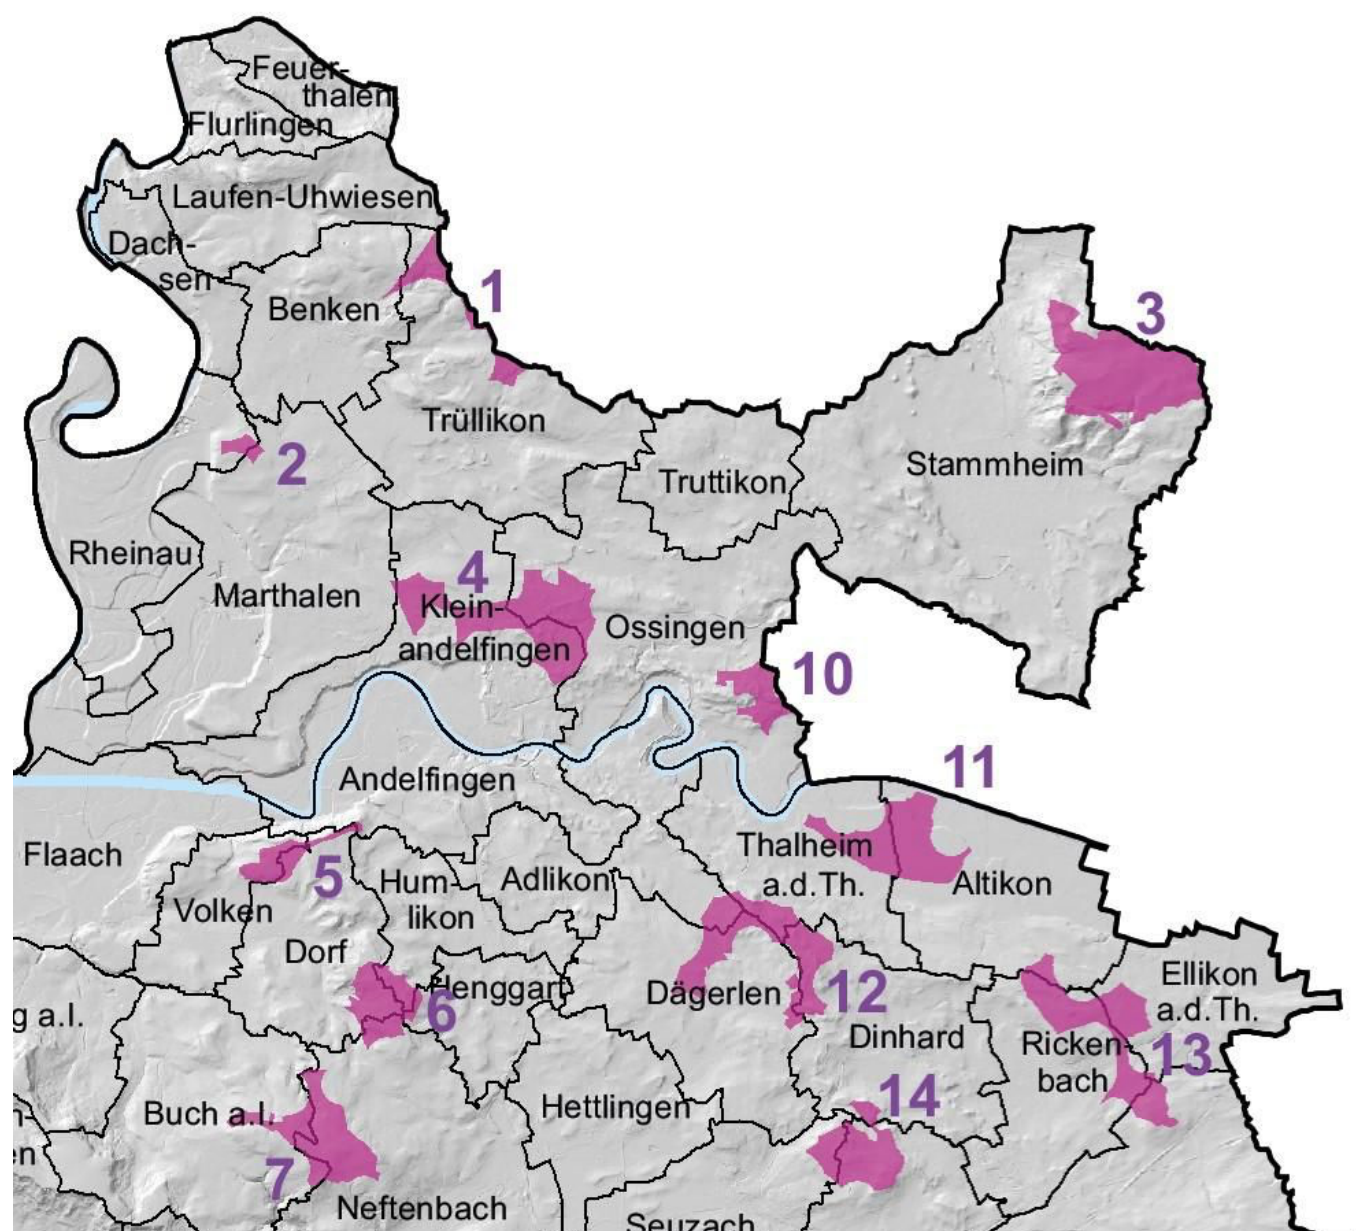 Feuer-
thalen
Flurlingen
Laufen-Uhwiesen
Dach-
sen
Benken
1
3
Trüllikon
2
Truttikon
Stammheim
Rheinau
Marthalen
4
Klein-
andelfingen
Ossingen
10
Andelfingen
11
Flaach
5
Thalheim
a.d.Th.
Altikon
Hum-
likon
Adlikon
Volken
Dorf
Henggart
6
Dägerlen
12
Dinhard
Ellikon
a.d.Th.
Ricken-
bach
13
g a.l.
Buch a.I.
Hettlingen
14
n-
en
7
Neftenbach
Seuzach